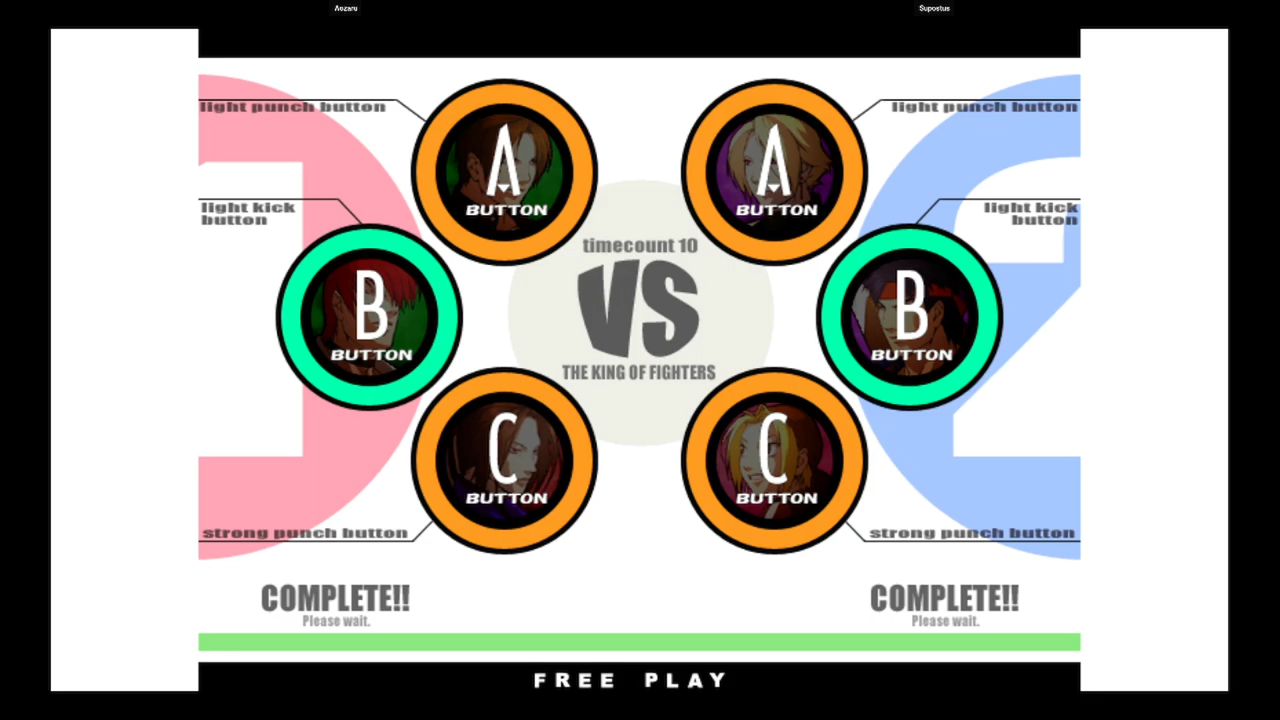 Aozaru
Supostus
light punch button
light punch button
A
BUTTON
A
BUTTON
light kick
button
light kick
button
timecount 10
VS
THE KING OF FIGHTERS
B
BUTTON
B
BUTTON
C
BUTTON
C
BUTTON
strong punch button
strong punch button
COMPLETE!!
Please wait.
COMPLETE!!
Please wait.
FREE PLAY
1
2